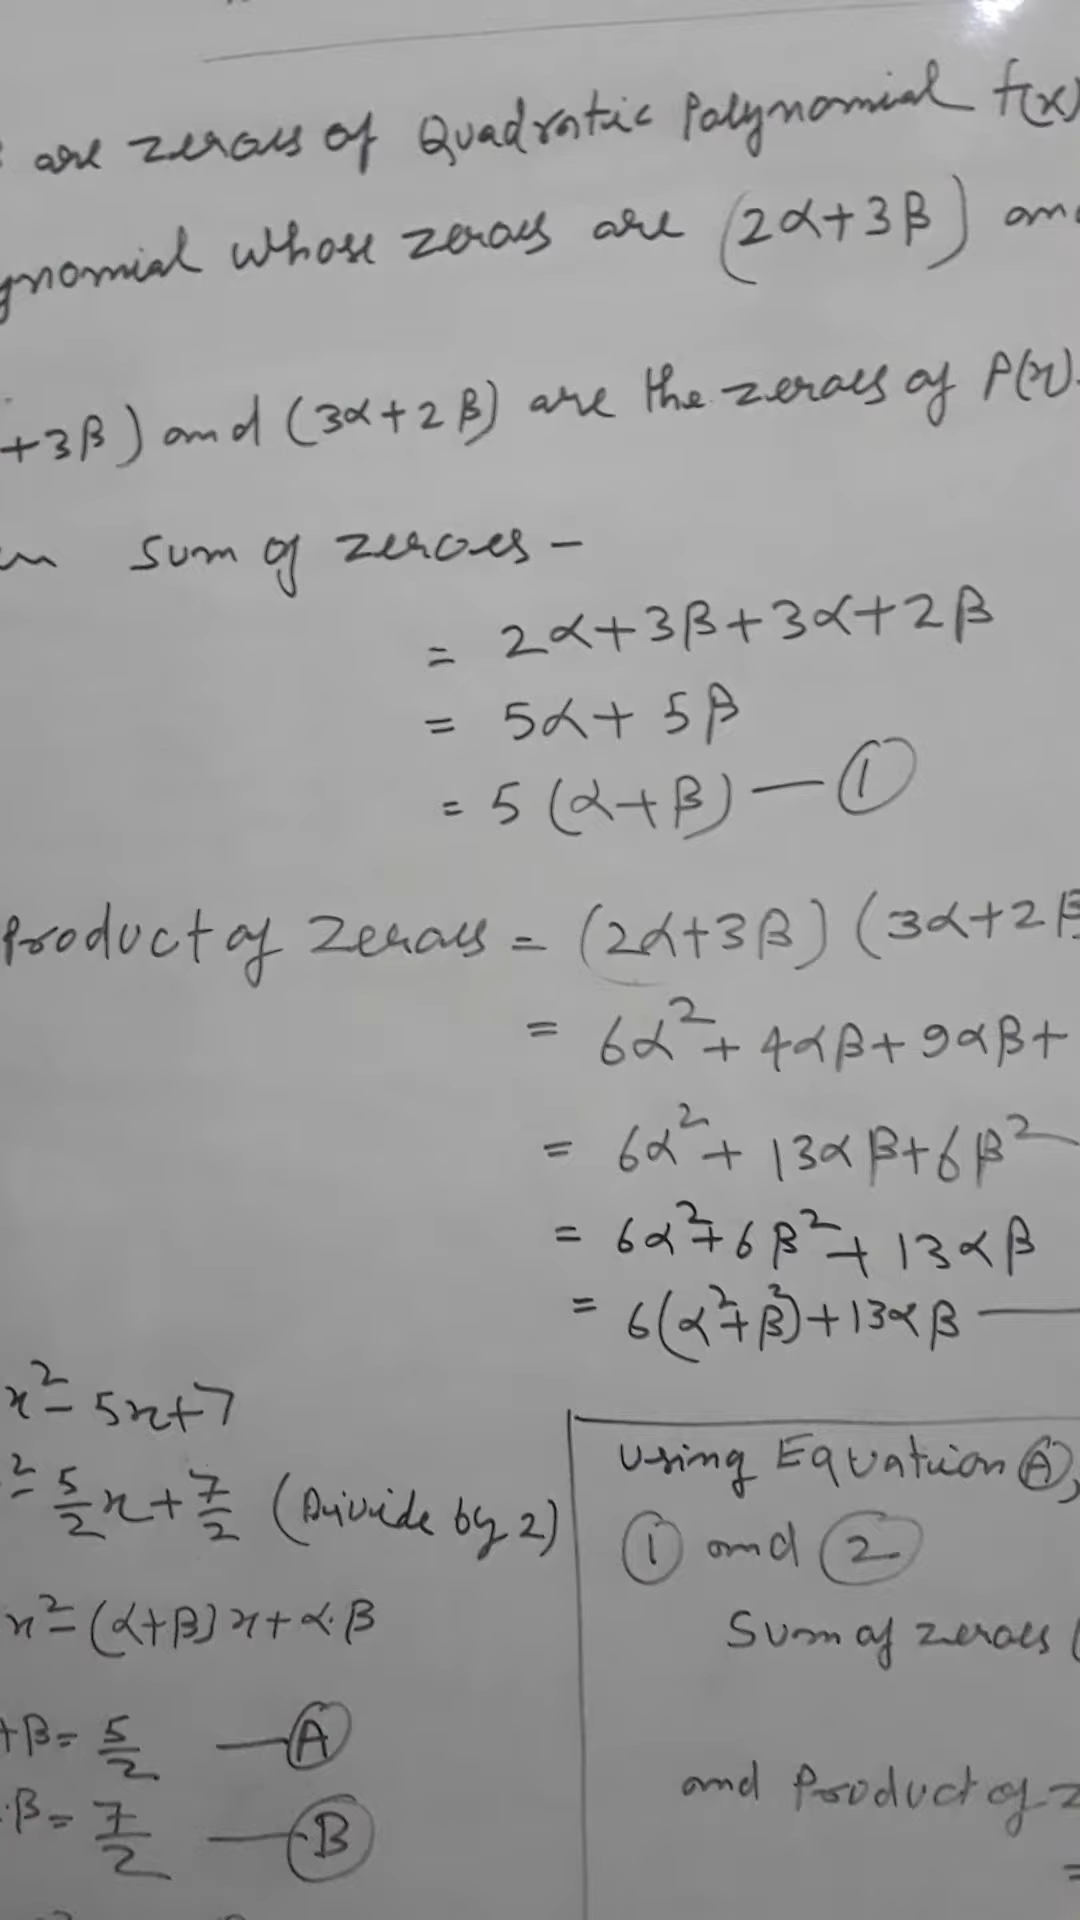 are zeroes of Quadratic Polynomial f(x)
ynomial whose zeroes are (2α+3β) and
+3β) and (3α+2β) are the zeroes of P(x).
sum of zeroes -
= 2α+3β+3α+2β
= 5α+ 5β
= 5 (α+β) — ①
Product of zeroes = (2α+3β) (3α+2β
= 6α²+ 4αβ+ 9αβ+
= 6α²+ 13αβ+6β²
= 6α²+6β²+ 13αβ
= 6(α²+β²)+13αβ —
x²- 5x+7
²- 5/2 x + 7/2 (Divide by 2)
x²- (α+β)x+α.β
+β= 5/2 — Ⓐ
.β= 7/2 — Ⓑ
Using Equation Ⓐ,
① and ②
Sum of zeroes (
and Product of z
=